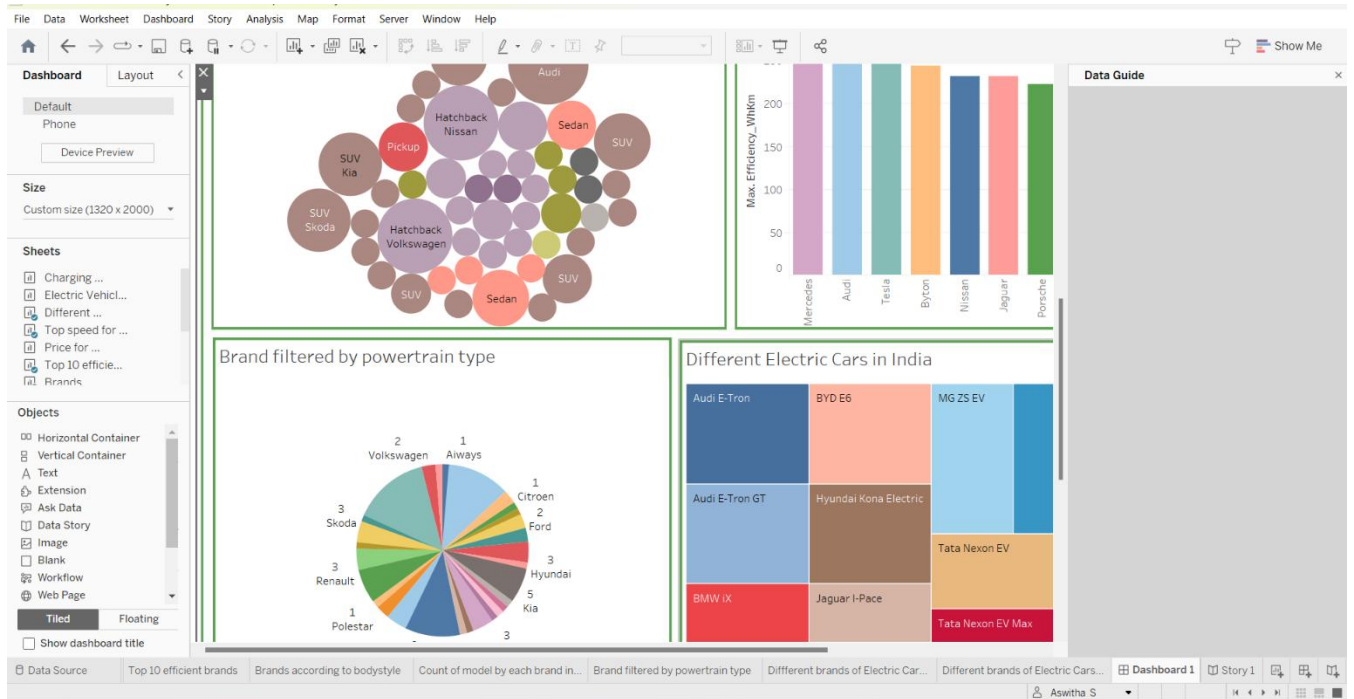 File Data Worksheet Dashboard Story Analysis Map Format Server Window Help
Show Me
Dashboard Layout
Default
Phone
Device Preview
Size
Custom size (1320 x 2000)
Sheets
Charging ...
Electric Vehicl...
Different ...
Top speed for ...
Price for ...
Top 10 efficie...
Brands
Objects
Horizontal Container
Vertical Container
Text
Extension
Ask Data
Data Story
Image
Blank
Workflow
Web Page
Tiled Floating
Show dashboard title
Audi
Hatchback
Nissan
Sedan
Pickup
SUV
SUV
Kia
SUV
Skoda
Hatchback
Volkswagen
SUV
SUV
Sedan
Max. Efficiency_WhKm
200
150
100
50
0
Mercedes
Audi
Tesla
Byton
Nissan
Jaguar
Porsche
Brand filtered by powertrain type
2
Volkswagen
1
Aiways
1
Citroen
2
Ford
3
Hyundai
5
Kia
3
3
Skoda
3
Renault
1
Polestar
Different Electric Cars in India
Audi E-Tron
BYD E6
MG ZS EV
Audi E-Tron GT
Hyundai Kona Electric
Tata Nexon EV
BMW iX
Jaguar I-Pace
Tata Nexon EV Max
Data Guide
Data Source Top 10 efficient brands Brands according to bodystyle Count of model by each brand in... Brand filtered by powertrain type Diffferent brands of Electric Car... Different brands of Electric Cars... Dashboard 1 Story 1
Aswitha S